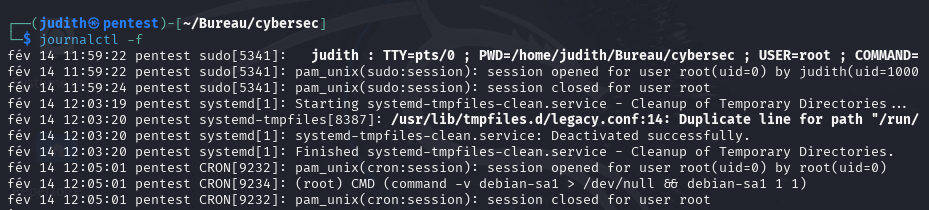 ┌──(judith㉿pentest)-[~/Bureau/cybersec]
└─$ journalctl -f
fév 14 11:59:22 pentest sudo[5341]:   judith : TTY=pts/0 ; PWD=/home/judith/Bureau/cybersec ; USER=root ; COMMAND=
fév 14 11:59:22 pentest sudo[5341]: pam_unix(sudo:session): session opened for user root(uid=0) by judith(uid=1000
fév 14 11:59:24 pentest sudo[5341]: pam_unix(sudo:session): session closed for user root
fév 14 12:03:19 pentest systemd[1]: Starting systemd-tmpfiles-clean.service - Cleanup of Temporary Directories...
fév 14 12:03:20 pentest systemd-tmpfiles[8387]: /usr/lib/tmpfiles.d/legacy.conf:14: Duplicate line for path "/run/
fév 14 12:03:20 pentest systemd[1]: systemd-tmpfiles-clean.service: Deactivated successfully.
fév 14 12:03:20 pentest systemd[1]: Finished systemd-tmpfiles-clean.service - Cleanup of Temporary Directories.
fév 14 12:05:01 pentest CRON[9232]: pam_unix(cron:session): session opened for user root(uid=0) by root(uid=0)
fév 14 12:05:01 pentest CRON[9234]: (root) CMD (command -v debian-sa1 > /dev/null && debian-sa1 1 1)
fév 14 12:05:01 pentest CRON[9232]: pam_unix(cron:session): session closed for user root